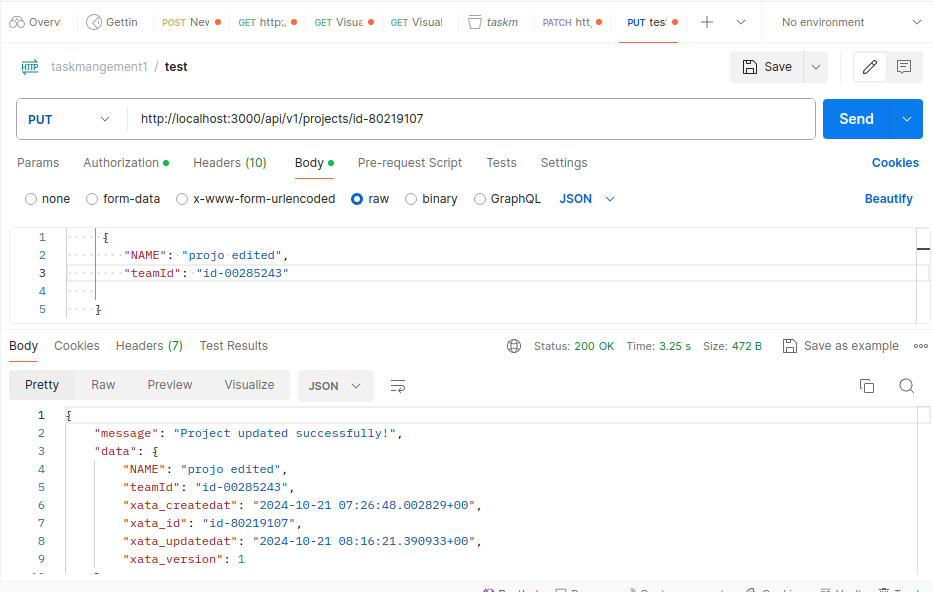 Overvi Gettin POST Nev GET http:, GET Visua GET Visual taskm PATCH htt, PUT tes No environment
HTTP taskmangement1 / test Save
PUT http://localhost:3000/api/v1/projects/id-80219107 Send
Params Authorization Headers (10) Body Pre-request Script Tests Settings Cookies
none form-data x-www-form-urlencoded raw binary GraphQL JSON Beautify
1 {
2 "NAME": "projo edited",
3 "teamId": "id-00285243"
4
5 }
Body Cookies Headers (7) Test Results Status: 200 OK Time: 3.25 s Size: 472 B Save as example
Pretty Raw Preview Visualize JSON
1 {
2 "message": "Project updated successfully!",
3 "data": {
4 "NAME": "projo edited",
5 "teamId": "id-00285243",
6 "xata_createdat": "2024-10-21 07:26:48.002829+00",
7 "xata_id": "id-80219107",
8 "xata_updatedat": "2024-10-21 08:16:21.390933+00",
9 "xata_version": 1